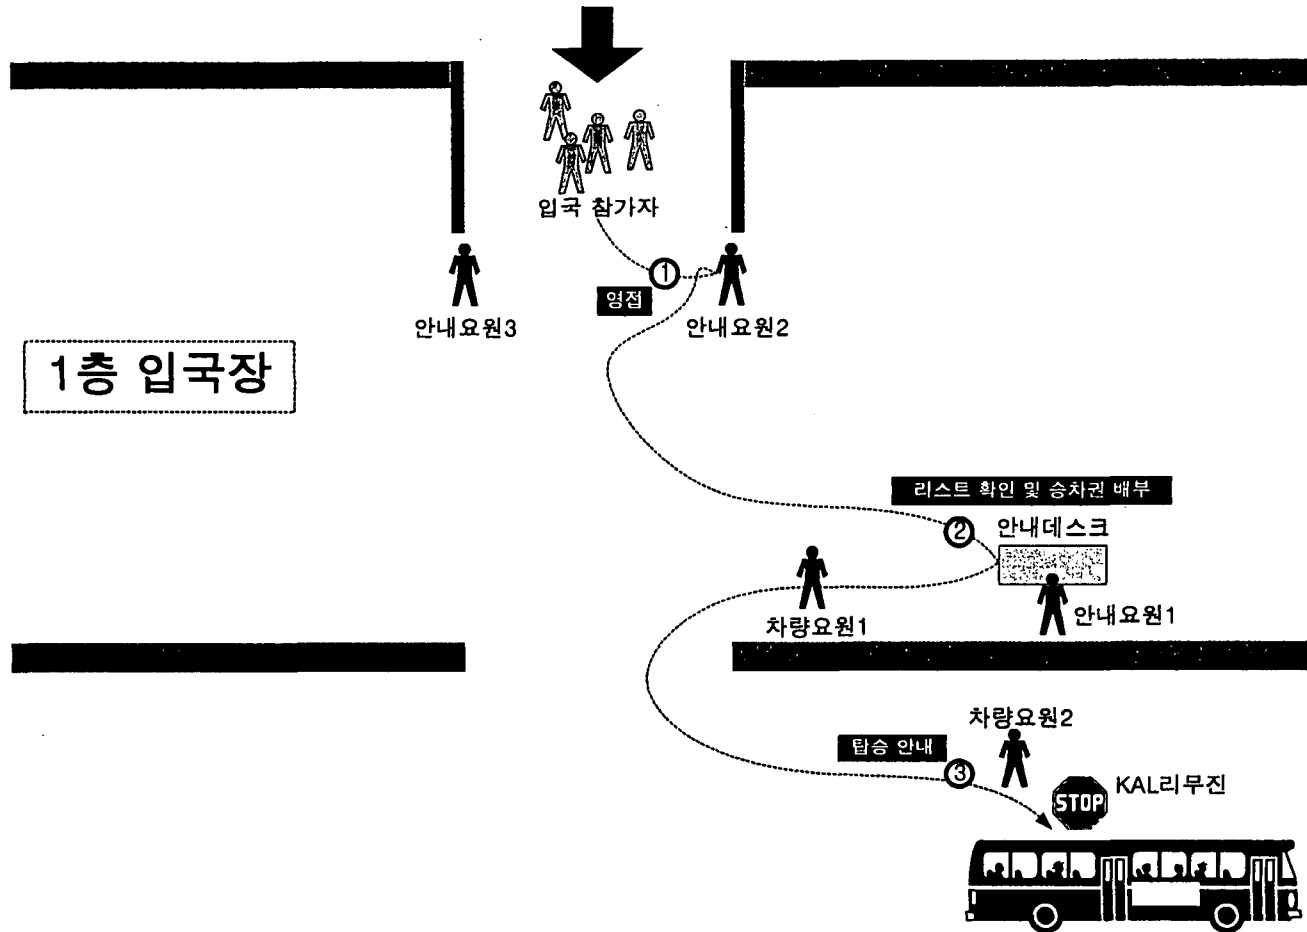 입국 참가자
①
영접
안내요원3
안내요원2
1층 입국장
리스트 확인 및 승차권 배부
②
안내데스크
차량요원1
안내요원1
차량요원2
탑승 안내
③
STOP
KAL리무진